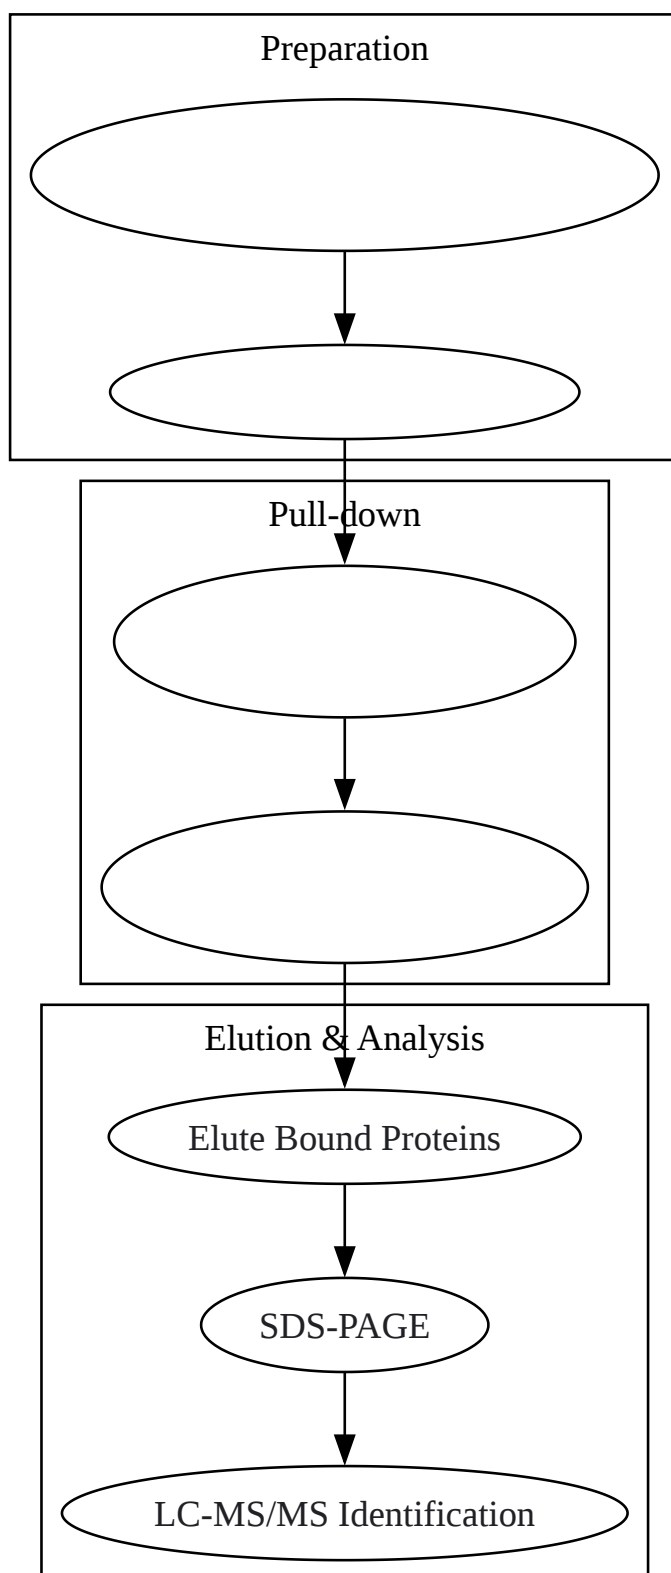 Preparation
Pull-down
Elution & Analysis
Elute Bound Proteins
SDS-PAGE
LC-MS/MS Identification